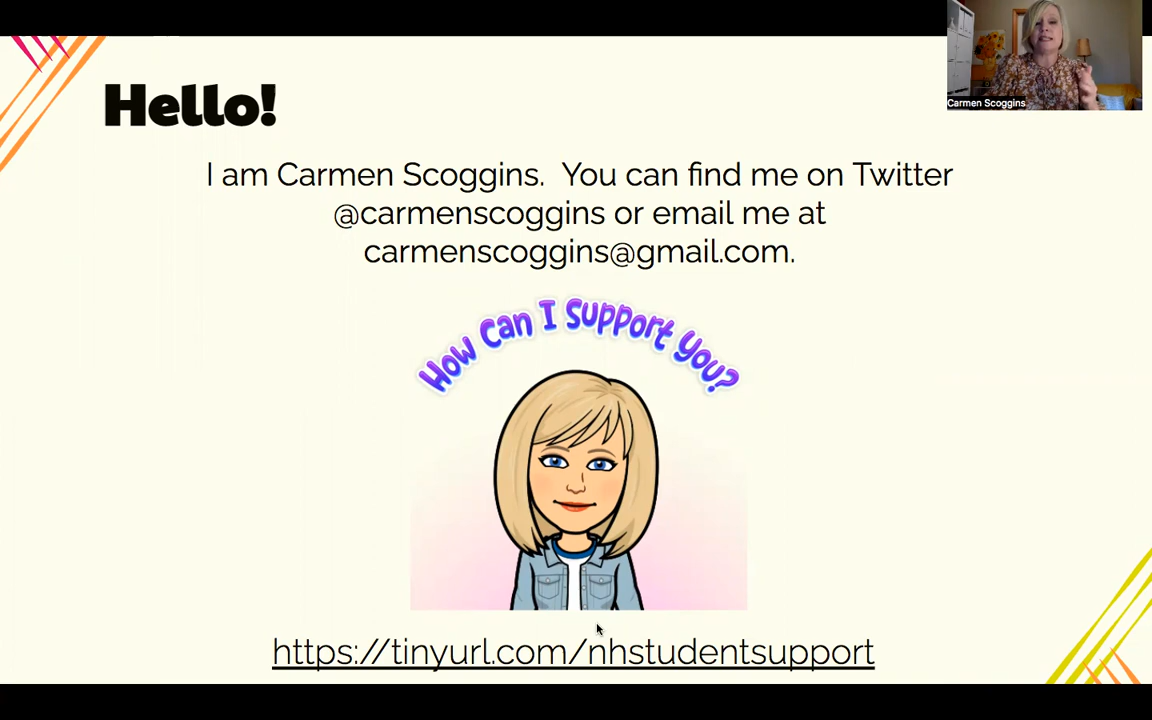 Carmen Scoggins
Hello!
I am Carmen Scoggins. You can find me on Twitter
@carmenscoggins or email me at
carmenscoggins@gmail.com.
How Can I Support You?
https://tinyurl.com/nhstudentsupport